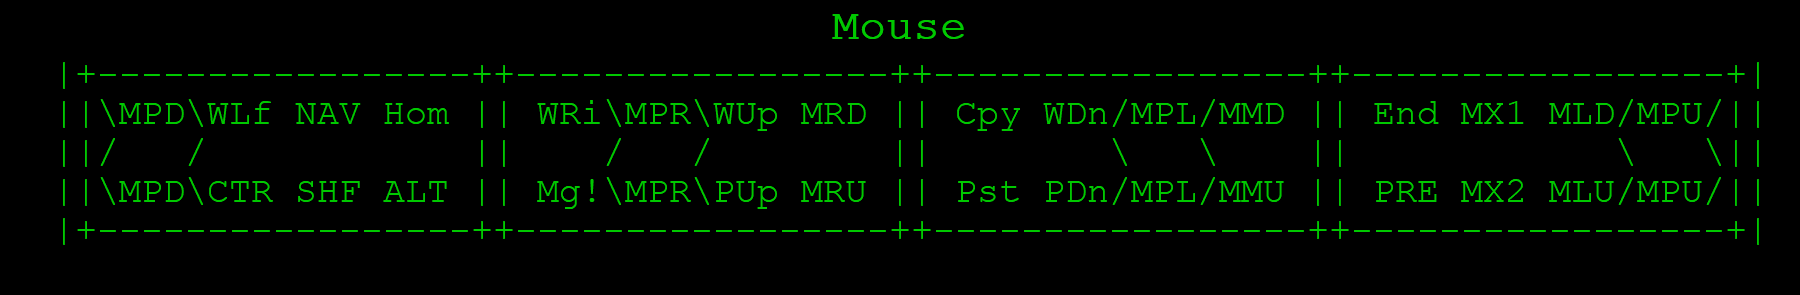 Mouse
|+-----------------++-----------------++-----------------++-----------------+|
||\MPD\WLf NAV Hom || WRi\MPR\WUp MRD || Cpy WDn/MPL/MMD || End MX1 MLD/MPU/||
||/   /            ||    /   /        ||        \   \    ||            \   \||
||\MPD\CTR SHF ALT || Mg!\MPR\PUp MRU || Pst PDn/MPL/MMU || PRE MX2 MLU/MPU/||
|+-----------------++-----------------++-----------------++-----------------+|